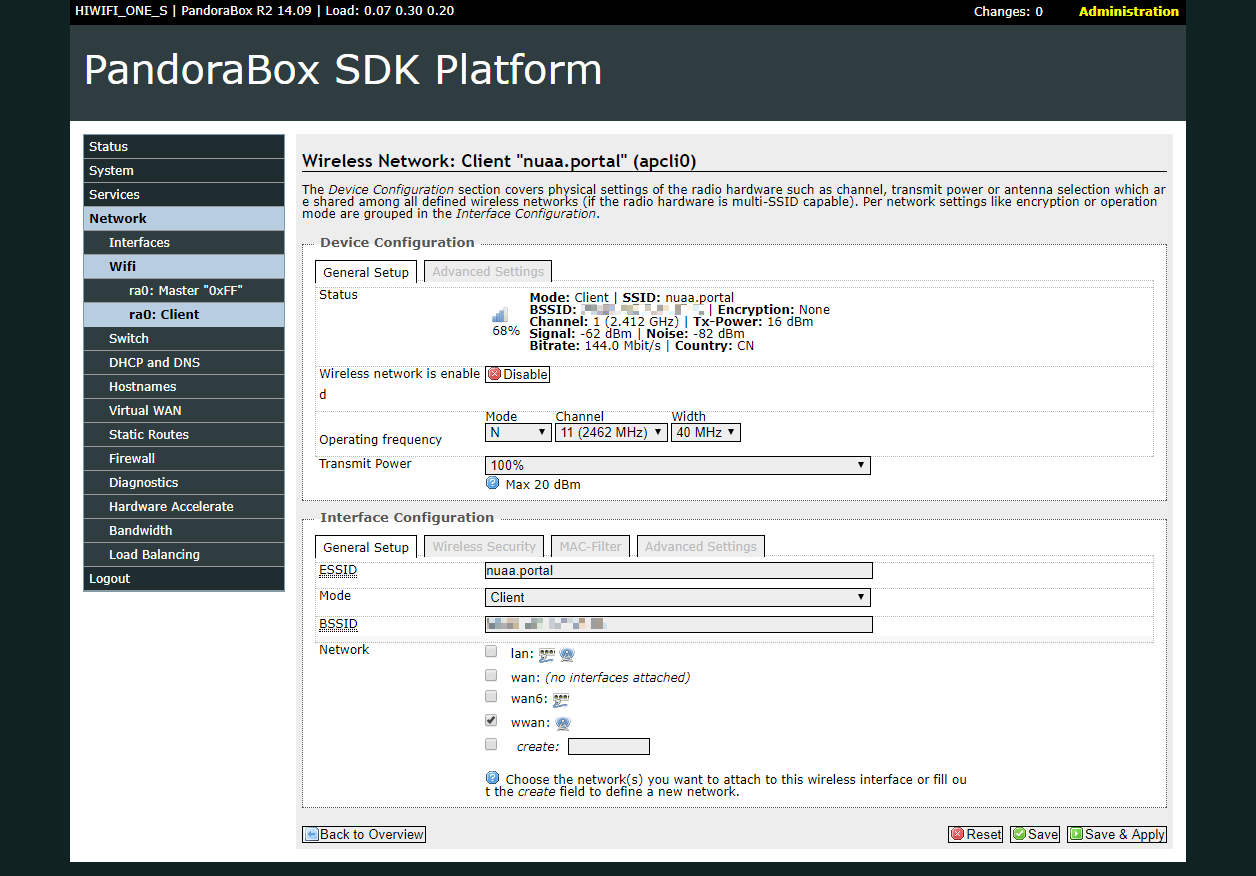 HIWIFI_ONE_S | PandoraBox R2 14.09 | Load: 0.07 0.30 0.20
Changes: 0 Administration
PandoraBox SDK Platform
Status
System
Services
Network
Interfaces
Wifi
ra0: Master "0xFF"
ra0: Client
Switch
DHCP and DNS
Hostnames
Virtual WAN
Static Routes
Firewall
Diagnostics
Hardware Accelerate
Bandwidth
Load Balancing
Logout
Wireless Network: Client "nuaa.portal" (apcli0)
The Device Configuration section covers physical settings of the radio hardware such as channel, transmit power or antenna selection which ar
e shared among all defined wireless networks (if the radio hardware is multi-SSID capable). Per network settings like encryption or operation
mode are grouped in the Interface Configuration.
Device Configuration
General Setup Advanced Settings
Status
68%
Mode: Client | SSID: nuaa.portal
BSSID: | Encryption: None
Channel: 1 (2.412 GHz) | Tx-Power: 16 dBm
Signal: -62 dBm | Noise: -82 dBm
Bitrate: 144.0 Mbit/s | Country: CN
Wireless network is enable
d
Disable
Operating frequency
Mode Channel Width
N 11 (2462 MHz) 40 MHz
Transmit Power
100%
Max 20 dBm
Interface Configuration
General Setup Wireless Security MAC-Filter Advanced Settings
ESSID nuaa.portal
Mode Client
BSSID
Network
lan:
wan: (no interfaces attached)
wan6:
wwan:
create:
Choose the network(s) you want to attach to this wireless interface or fill ou
t the create field to define a new network.
Back to Overview Reset Save Save & Apply